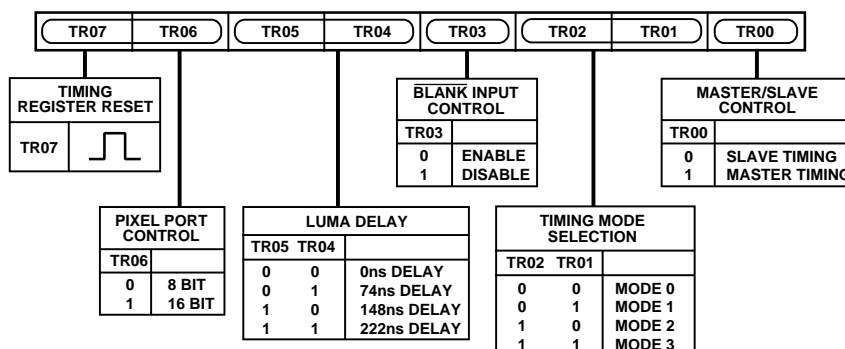 TR07 TR06 TR05 TR04 TR03 TR02 TR01 TR00
TIMING
REGISTER RESET
TR07
BLANK INPUT
CONTROL
TR03
0 ENABLE
1 DISABLE
MASTER/SLAVE
CONTROL
TR00
0 SLAVE TIMING
1 MASTER TIMING
PIXEL PORT
CONTROL
TR06
0 8 BIT
1 16 BIT
LUMA DELAY
TR05 TR04
0 0 0ns DELAY
0 1 74ns DELAY
1 0 148ns DELAY
1 1 222ns DELAY
TIMING MODE
SELECTION
TR02 TR01
0 0 MODE 0
0 1 MODE 1
1 0 MODE 2
1 1 MODE 3